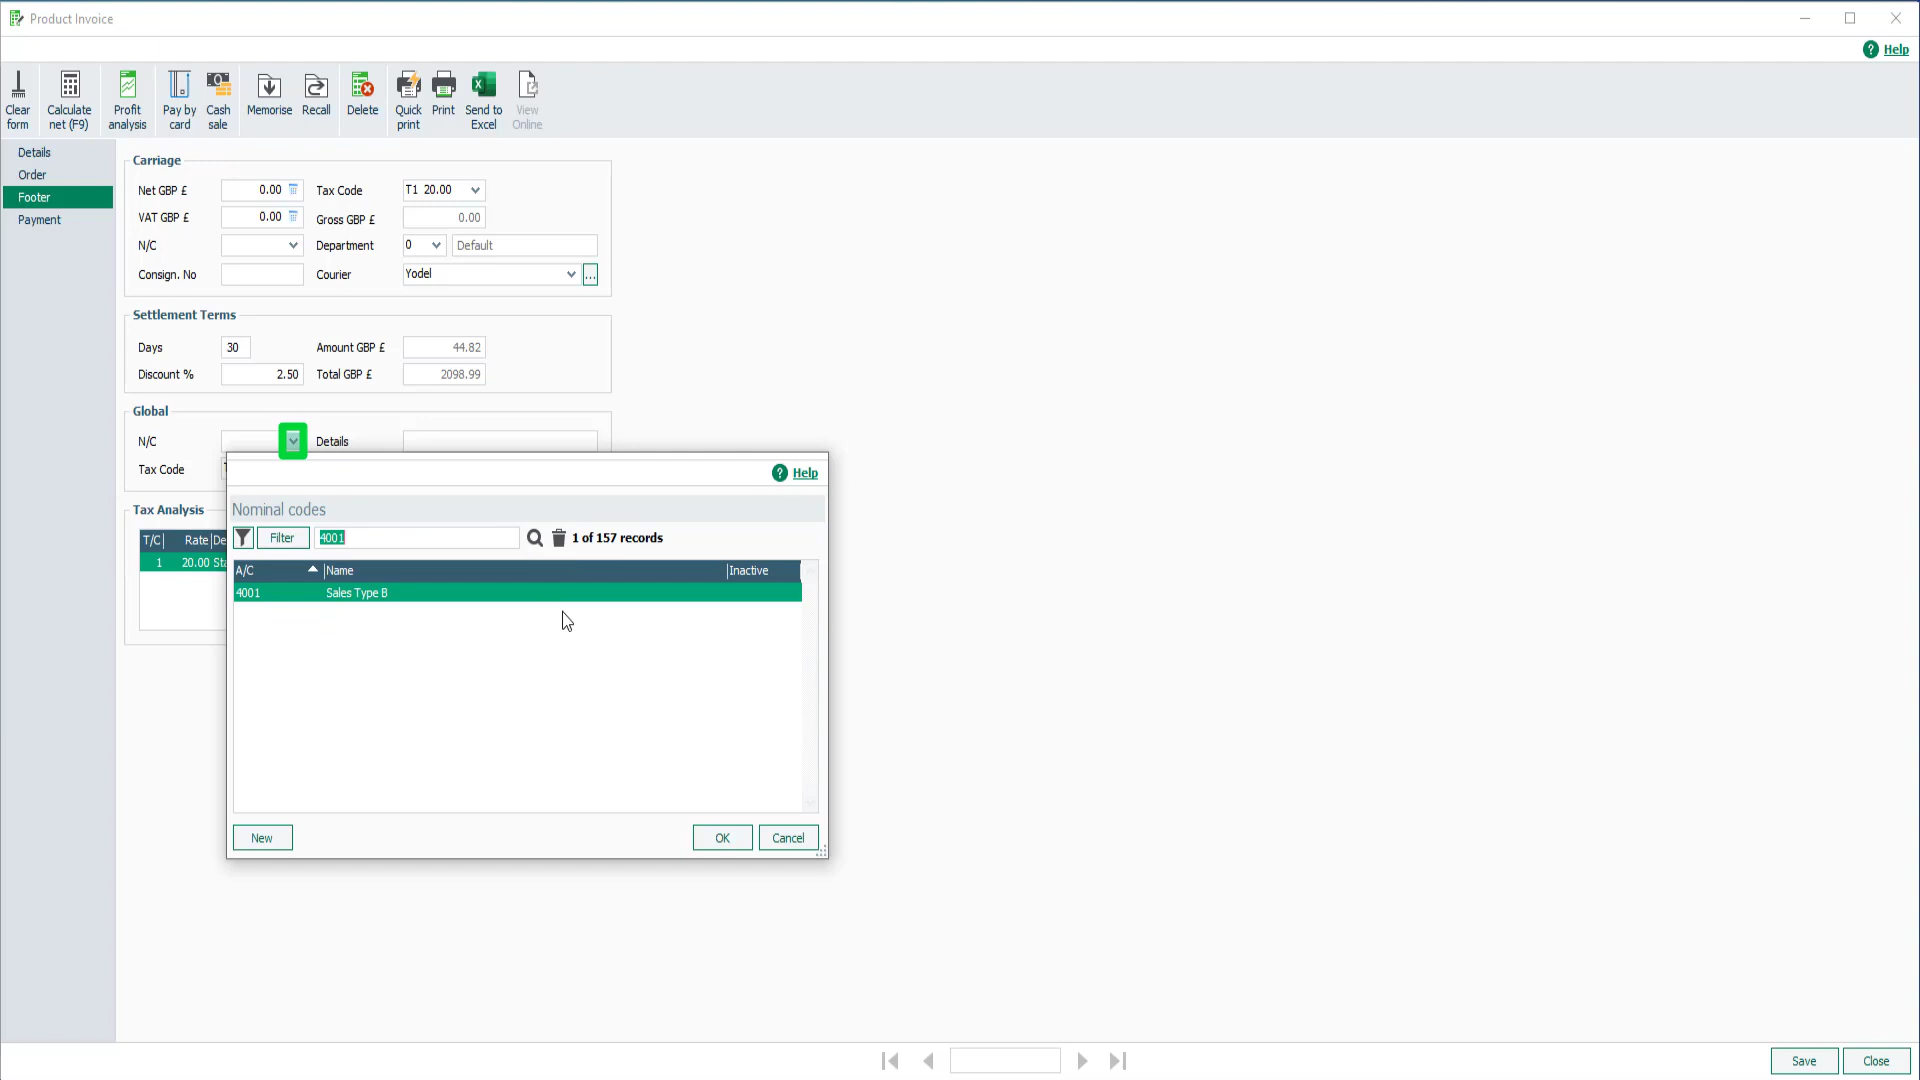 Product Invoice
? Help
Clear form
Calculate net (F9)
Profit analysis
Pay by card
Cash sale
Memorise
Recall
Delete
Quick print
Print
Send to Excel
View Online
Details
Order
Footer
Payment
Carriage
Net GBP £ 0.00 Tax Code T1 20.00
VAT GBP £ 0.00 Gross GBP £ 0.00
N/C Department 0 Default
Consign. No Courier Yodel ...
Settlement Terms
Days 30 Amount GBP £ 44.82
Discount % 2.50 Total GBP £ 2098.99
Global
N/C Details
Tax Code
Tax Analysis
T/C Rate De
1 20.00 Sta
? Help
Nominal codes
Filter 4001 1 of 157 records
A/C Name Inactive
4001 Sales Type B
New OK Cancel
Save Close